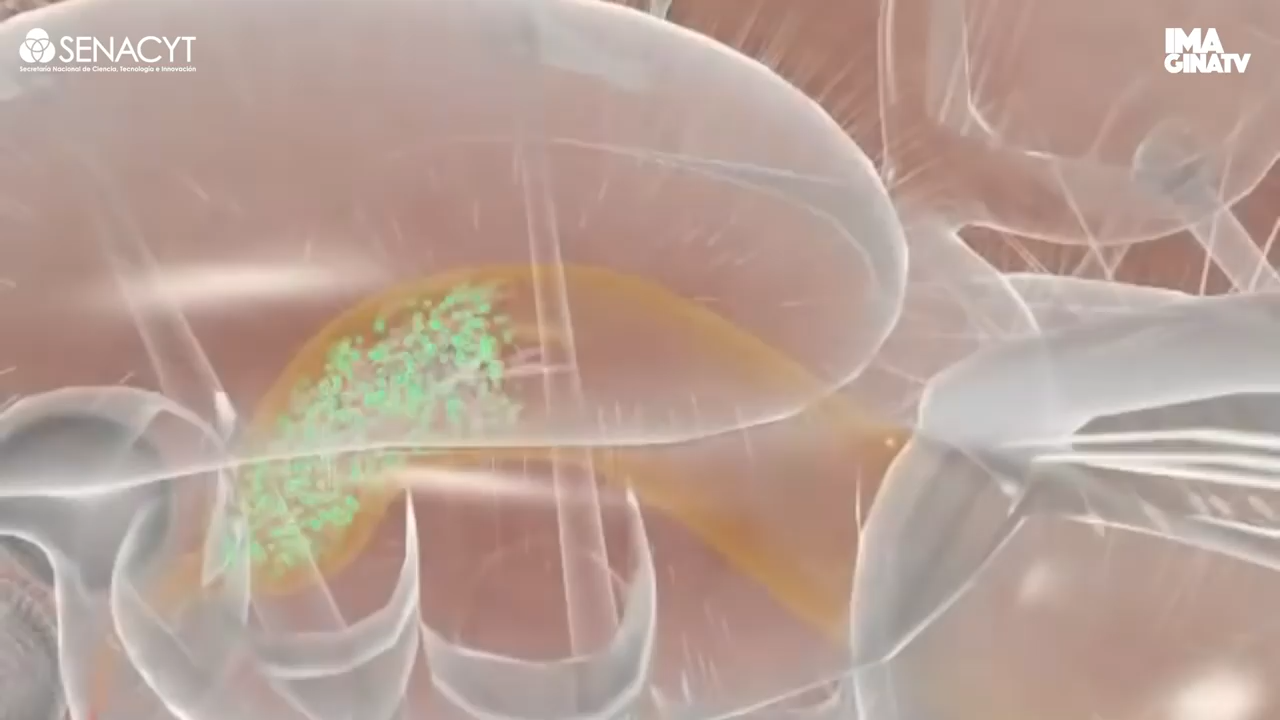 SENACYT
Secretaría Nacional de Ciencia, Tecnología e Innovación
IMA
GINATV